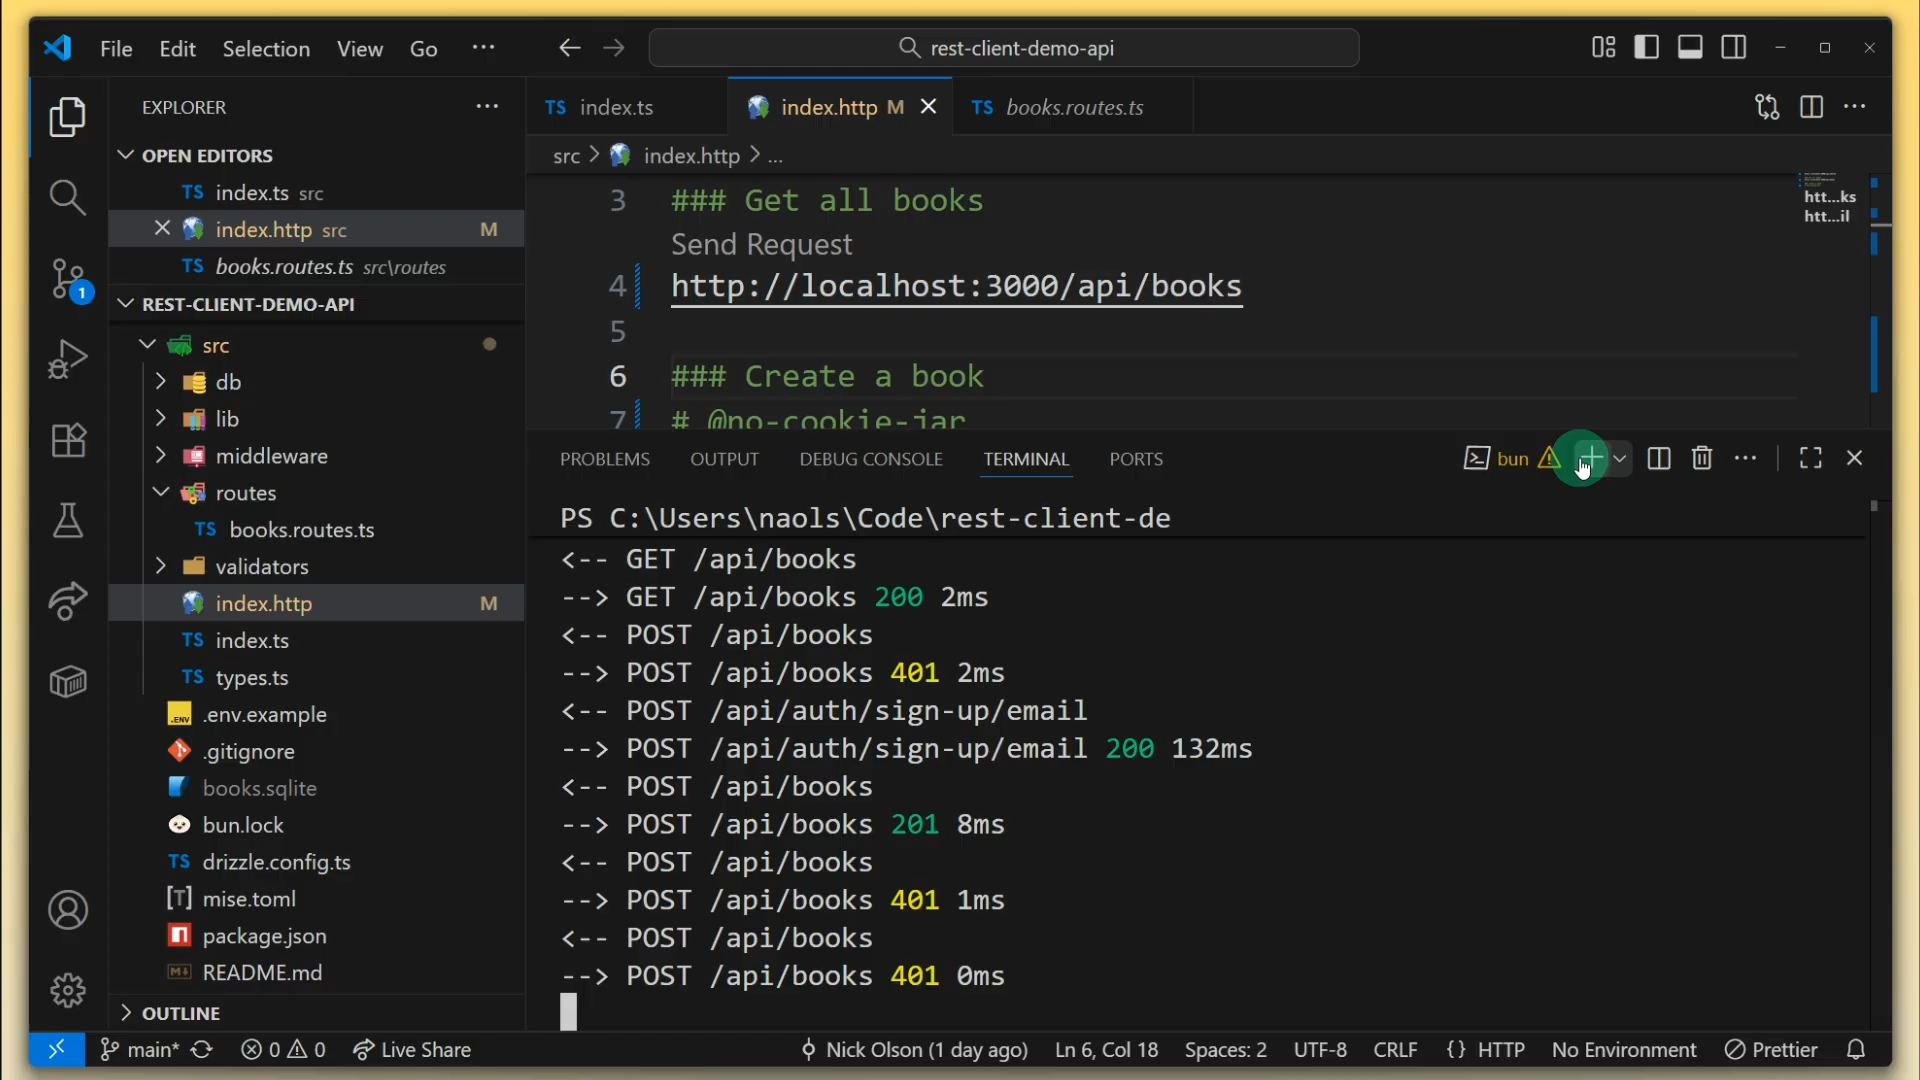 File Edit Selection View Go ···
rest-client-demo-api
EXPLORER ···
OPEN EDITORS
TS index.ts src
index.http src M
TS books.routes.ts src\routes
REST-CLIENT-DEMO-API
src
db
lib
middleware
routes
TS books.routes.ts
validators
index.http M
TS index.ts
TS types.ts
.ENV .env.example
.gitignore
books.sqlite
bun.lock
TS drizzle.config.ts
[T] mise.toml
package.json
README.md
OUTLINE
1
TS index.ts
index.http M
TS books.routes.ts
src > index.http > ...
3 ### Get all books
Send Request
4 http://localhost:3000/api/books
5
6 ### Create a book
7 # @no-cookie-jar
htt...ks
htt...il
PROBLEMS OUTPUT DEBUG CONSOLE TERMINAL PORTS
bun
PS C:\Users\naols\Code\rest-client-de
<-- GET /api/books
--> GET /api/books 200 2ms
<-- POST /api/books
--> POST /api/books 401 2ms
<-- POST /api/auth/sign-up/email
--> POST /api/auth/sign-up/email 200 132ms
<-- POST /api/books
--> POST /api/books 201 8ms
<-- POST /api/books
--> POST /api/books 401 1ms
<-- POST /api/books
--> POST /api/books 401 0ms
main* 0 0 Live Share Nick Olson (1 day ago) Ln 6, Col 18 Spaces: 2 UTF-8 CRLF {} HTTP No Environment Prettier